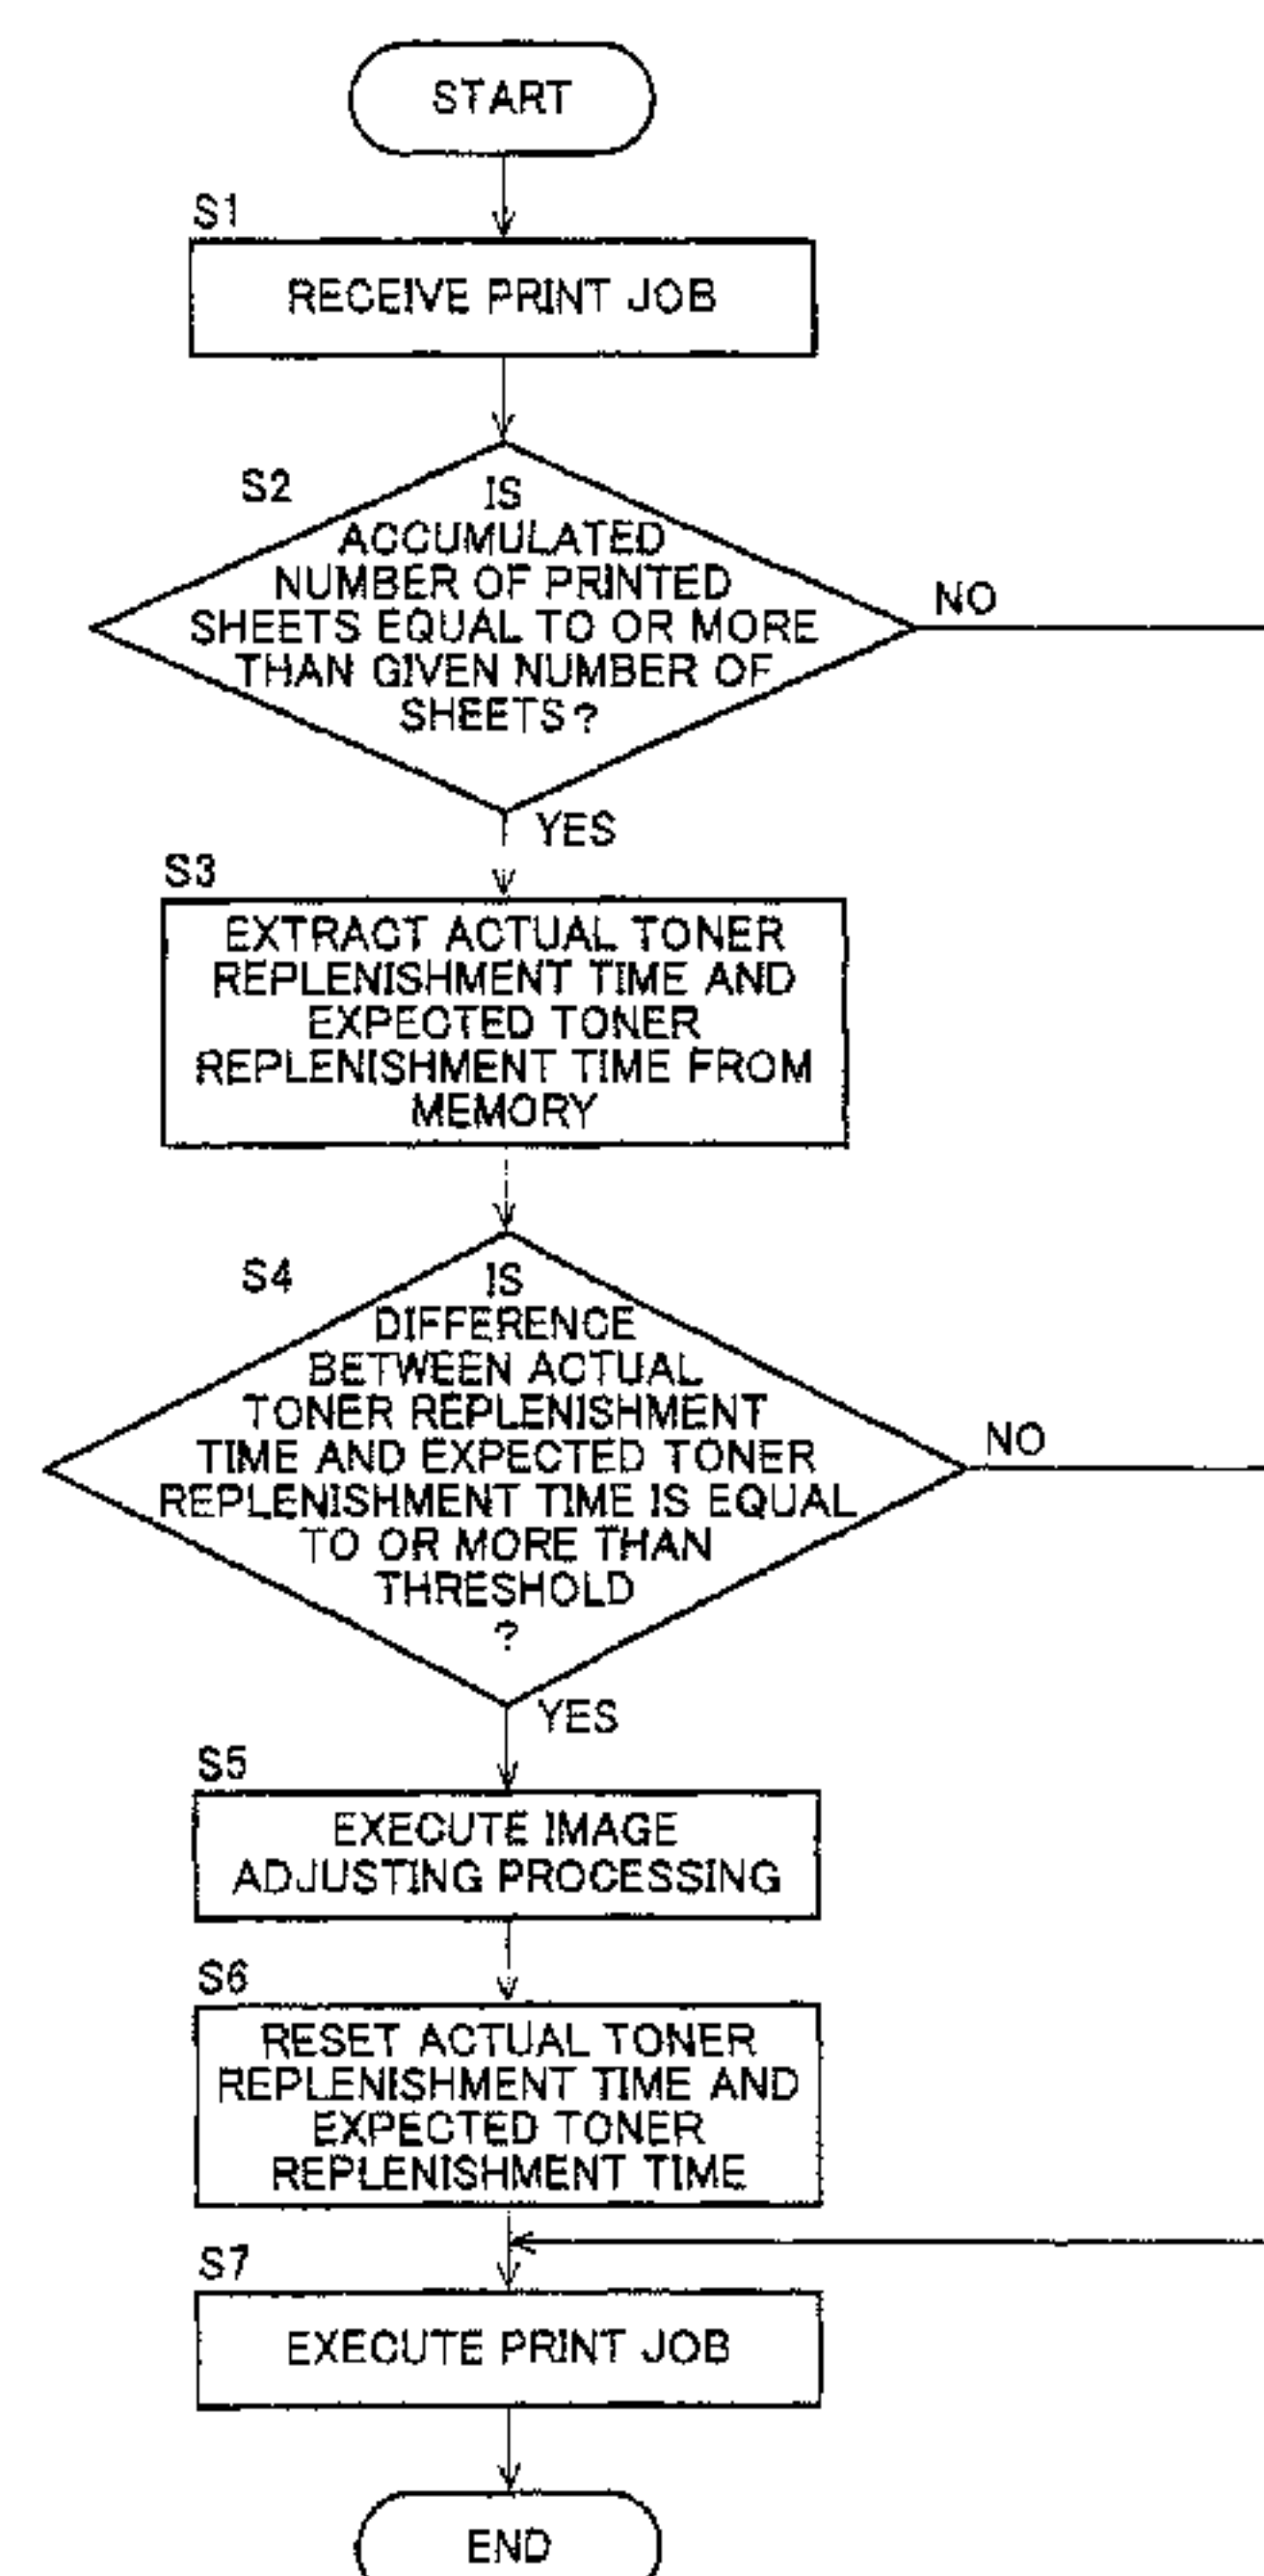 START
S1
RECEIVE PRINT JOB
S2
IS
ACCUMULATED
NUMBER OF PRINTED
SHEETS EQUAL TO OR MORE
THAN GIVEN NUMBER OF
SHEETS?
NO
YES
S3
EXTRACT ACTUAL TONER
REPLENISHMENT TIME AND
EXPECTED TONER
REPLENISHMENT TIME FROM
MEMORY
S4
IS
DIFFERENCE
BETWEEN ACTUAL
TONER REPLENISHMENT
TIME AND EXPECTED TONER
REPLENISHMENT TIME IS EQUAL
TO OR MORE THAN
THRESHOLD
?
NO
YES
S5
EXECUTE IMAGE
ADJUSTING PROCESSING
S6
RESET ACTUAL TONER
REPLENISHMENT TIME AND
EXPECTED TONER
REPLENISHMENT TIME
S7
EXECUTE PRINT JOB
END